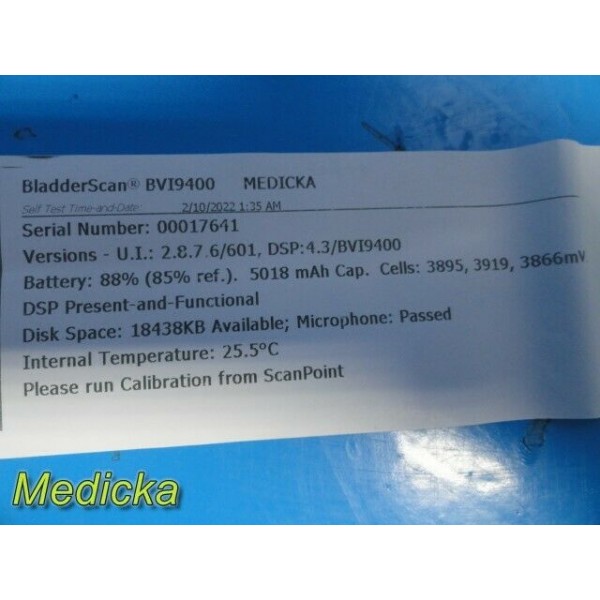 BladderScan® BVI9400 MEDICKA
Self Test Time-and-Date: 2/10/2022 1:35 AM
Serial Number: 00017641
Versions - U.I.: 2.8.7.6/601, DSP:4.3/BVI9400
Battery: 88% (85% ref.). 5018 mAh Cap. Cells: 3895, 3919, 3866mV
DSP Present-and-Functional
Disk Space: 18438KB Available; Microphone: Passed
Internal Temperature: 25.5°C
Please run Calibration from ScanPoint
Medicka